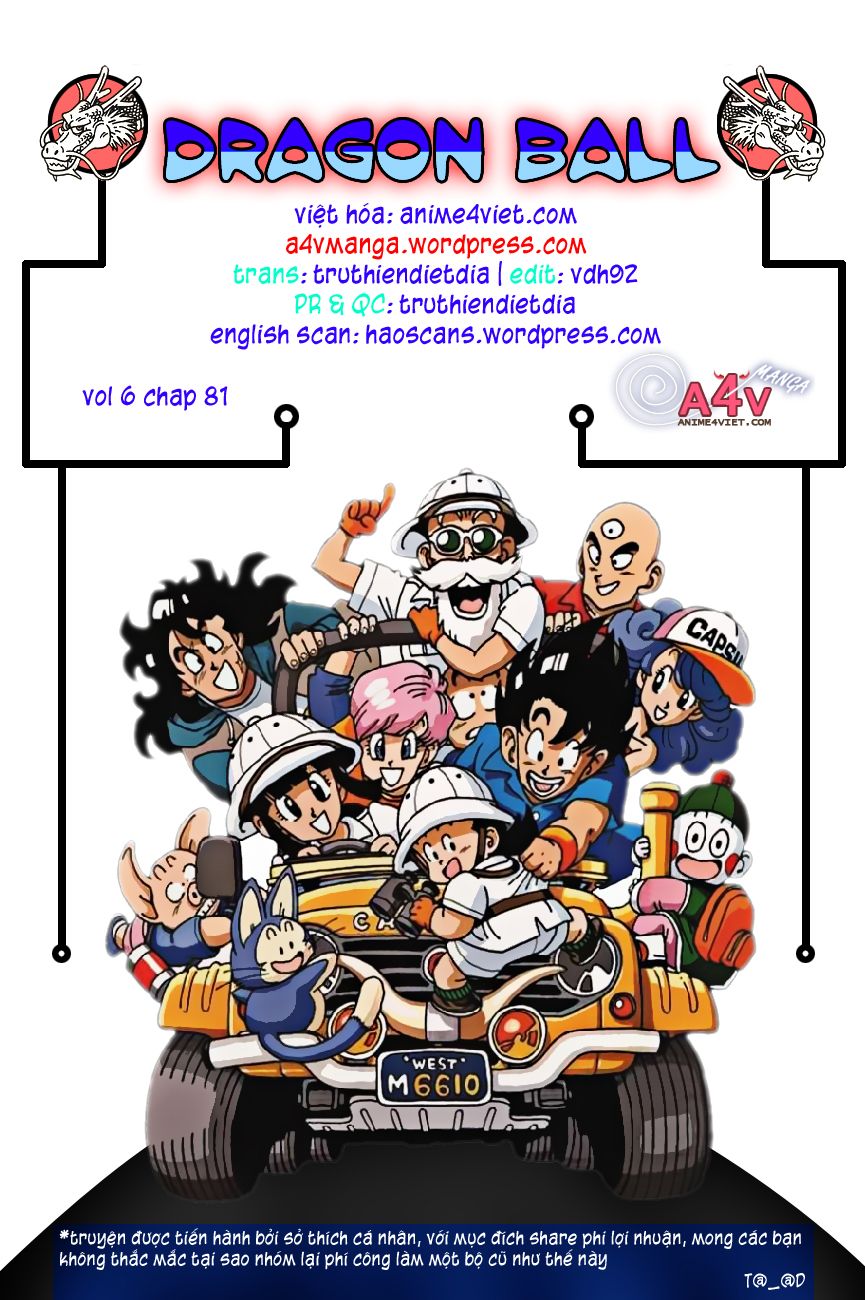 DRAGON BALL
việt hóa: anime4viet.com
a4vmanga.wordpress.com
trans: truthiendietdia | edit: vdh92
PR & QC: truthiendietdia
english scan: haoscans.wordpress.com
vol 6 chap 81
A4V MANGA
ANIME4VIET.COM
CAPSU
CA
'WEST'
M6610
*truyện được tiến hành bởi sở thích cá nhân, với mục đích share phi lợi nhuận, mong các bạn
không thắc mắc tại sao nhóm lại phí công làm một bộ cũ như thế này
T@_@D